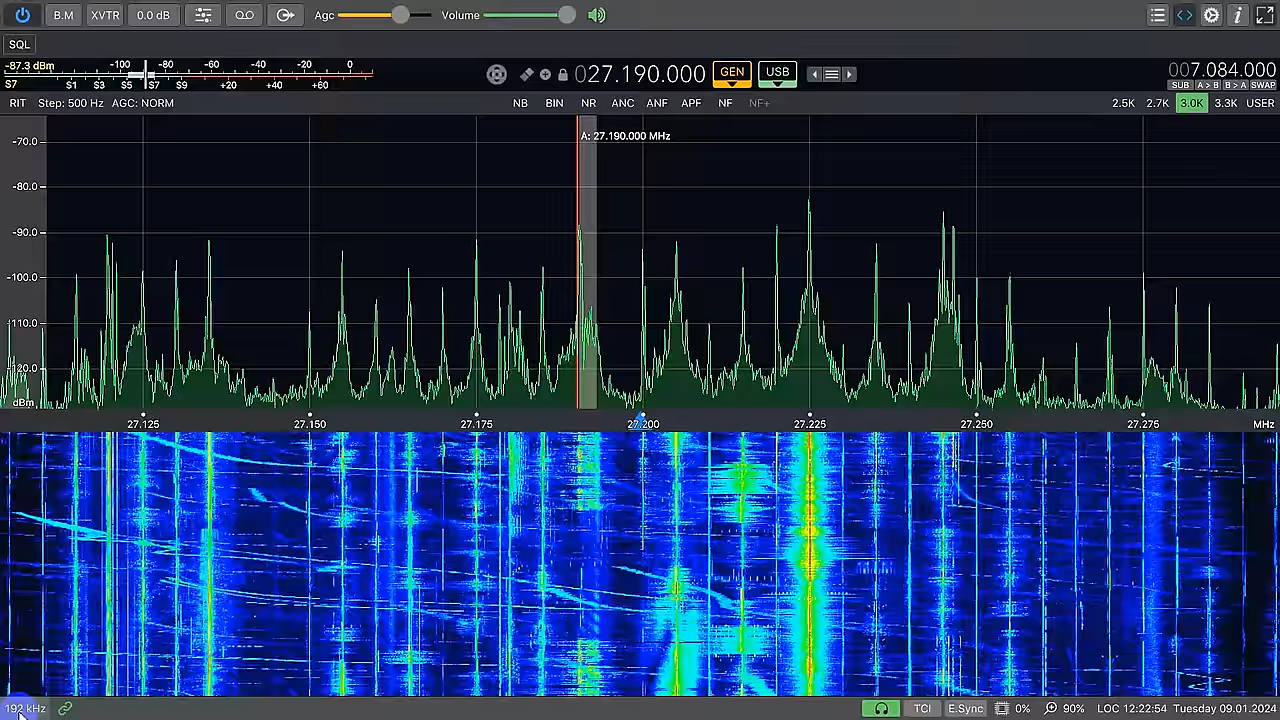 B.M XVTR 0.0 dB Agc Volume
SQL
-87.3 dBm -100 -80 -60 -40 -20 0
S7 S1 S3 S5 S7 S9 +20 +40 +60
027.190.000 GEN USB 007.084.000
SUB A > B B > A SWAP
RIT Step: 500 Hz AGC: NORM NB BIN NR ANC ANF APF NF NF+ 2.5K 2.7K 3.0K 3.3K USER
A: 27.190.000 MHz
-70.0
-80.0
-90.0
-100.0
-110.0
-120.0
dBm
27.125 27.150 27.175 27.200 27.225 27.250 27.275 MHz
192 kHz TCI E.Sync 0% 90% LOC 12:22:54 Tuesday 09.01.2024